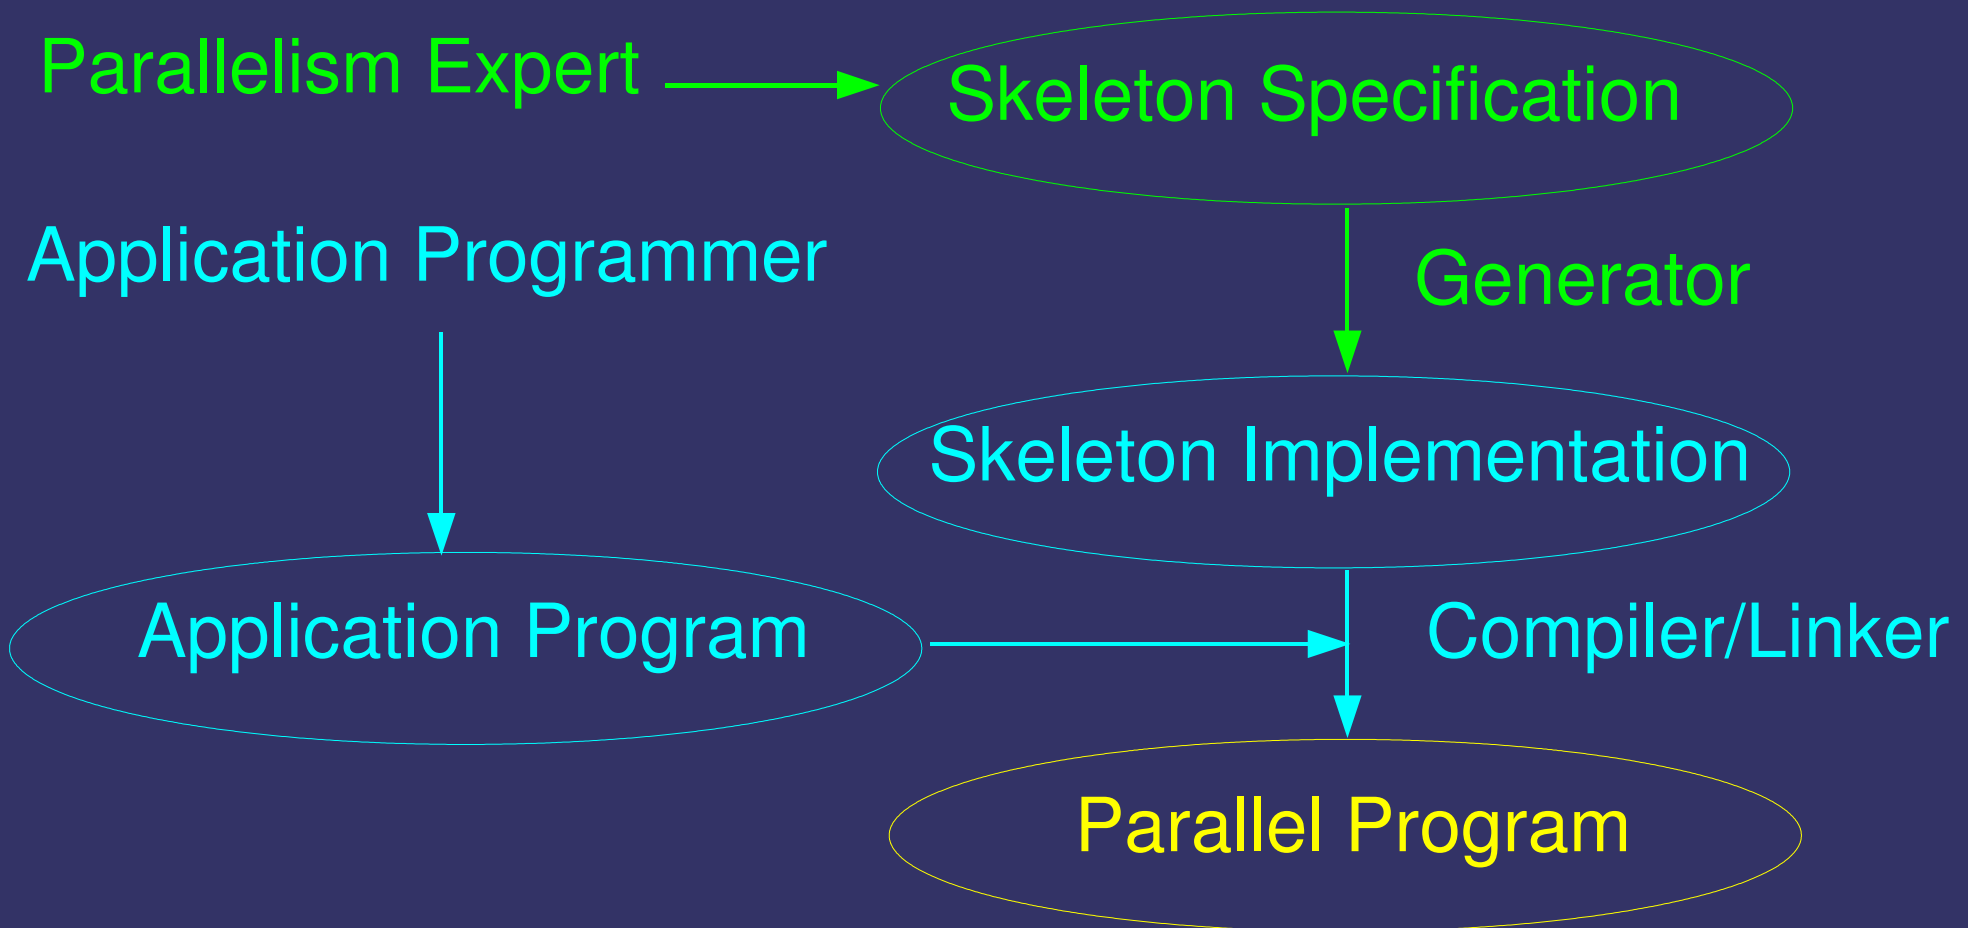 Parallelism Expert
Skeleton Specification
Application Programmer
Generator
Skeleton Implementation
Application Program
Compiler/Linker
Parallel Program